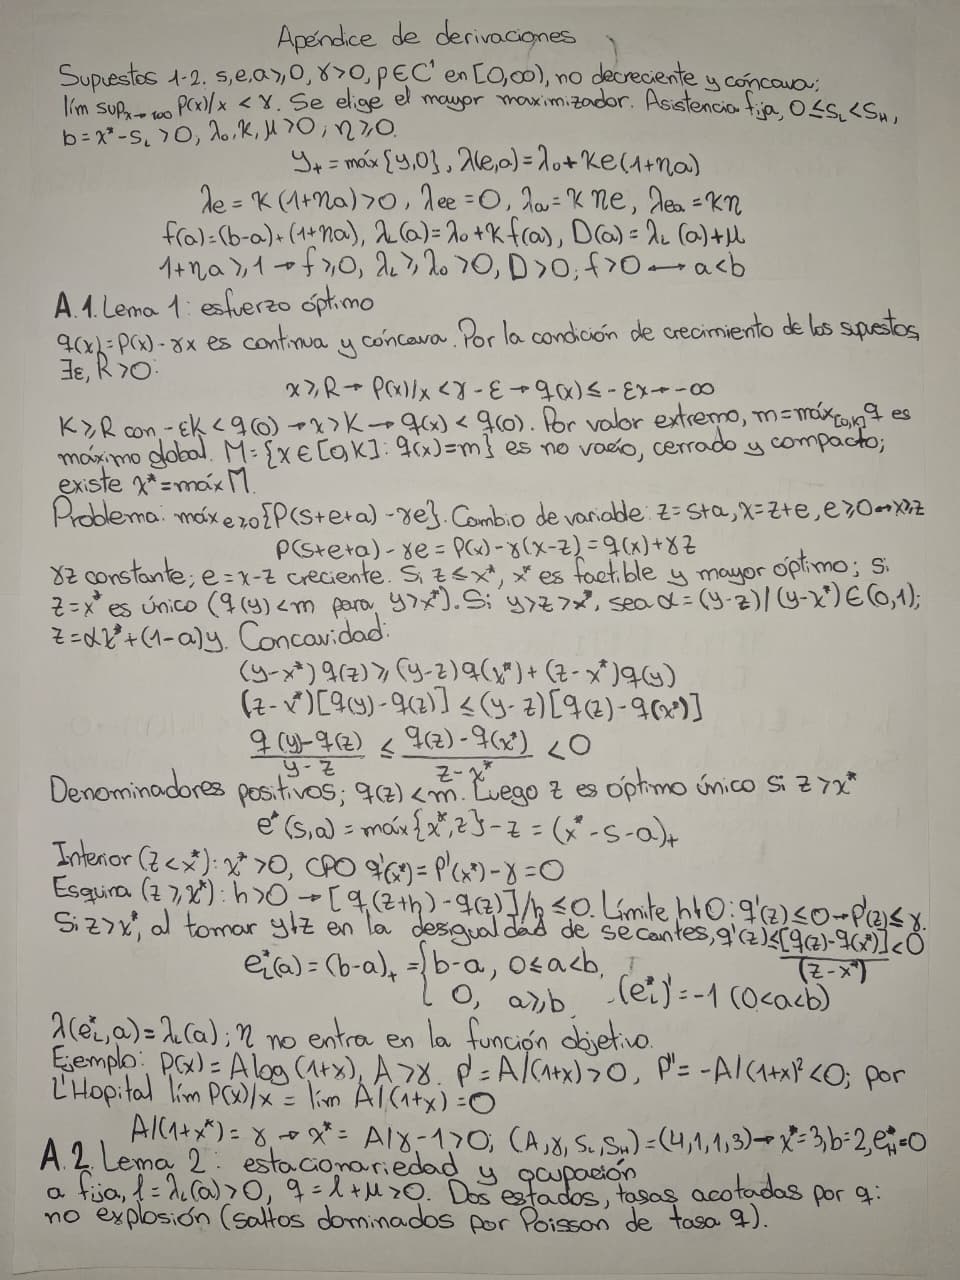 Apéndice de derivaciones
Supuestos 1-2. s,e,a≥0, γ>0, p∈C¹ en [0,∞), no decreciente y cóncava;
lím supₓ→∞ P(x)/x < γ. Se elige el mayor maximizador. Asistencia fija, 0≤S_L<S_H,
b=x*-S_L>0, λ₀,K,μ>0; η≥0.
y₊ = máx{y,0}, λ(e,a)=λ₀+Ke(1+ηa)
λe = K(1+ηa)>0, λee=0, λa=Kηe, λea=Kη
f(a)=(b-a)₊(1+ηa), λ_L(a)=λ₀+Kf(a), D(a)=λ_L(a)+μ
1+ηa≥1→f≥0, λ_L≥λ₀>0, D>0; f>0 ⟷ a<b
A.1. Lema 1: esfuerzo óptimo
q(x)=P(x)-γx es continua y cóncava. Por la condición de crecimiento de los supuestos,
∃ε,R>0:
x≥R→P(x)/x<γ-ε→q(x)≤-εx→-∞
K≥R con -εK<q(0)→x>K→q(x)<q(0). Por valor extremo, m=máx_[0,K] q es
máximo global. M={x∈[0,K]: q(x)=m} es no vacío, cerrado y compacto;
existe x*=máxM.
Problema: máx_e≥0{P(s+e+a)-γe}. Cambio de variable: z=s+a, x=z+e, e≥0↔x≥z
P(s+e+a)-γe=P(x)-γ(x-z)=q(x)+γz
γz constante; e=x-z creciente. Si z≤x*, x* es factible y mayor óptimo; si
z=x* es único (q(y)<m para y>x*). Si y>z>x*, sea α=(y-z)/(y-x*)∈(0,1);
z=αx*+(1-α)y. Concavidad:
(y-x*)q(z)≥(y-z)q(x*)+(z-x*)q(y)
(z-x*)[q(y)-q(z)]≤(y-z)[q(z)-q(x*)]
(q(y)-q(z))/(y-z) ≤ (q(z)-q(x*))/(z-x*) < 0
Denominadores positivos; q(z)<m. Luego z es óptimo único si z>x*
e*(s,a)=máx{x*,z}-z=(x*-s-a)₊
Interior (z<x*): x*>0, CPO q'(x*)=P'(x*)-γ=0
Esquina (z≥x*): h>0→[q(z+h)-q(z)]/h≤0. Límite h↓0: q'(z)≤0→P'(z)≤γ.
Si z>x*, al tomar y↓z en la desigualdad de secantes, q'(z)≤[q(z)-q(x*)]/(z-x*)<0
e*_L(a)=(b-a)₊={b-a, 0≤a<b,
0, a≥b. (e*_L)'=-1 (0<a<b)
λ(e*_L,a)=λ_L(a); η no entra en la función objetivo.
Ejemplo: P(x)=Alog(1+x), A>γ. P'=A/(1+x)>0, P''=-A/(1+x)²<0; por
L'Hopital lím P(x)/x = lím A/(1+x)=0
A/(1+x*)=γ→x*=A/γ-1>0; (A,γ,S_L,S_H)=(4,1,1,3)→x*=3,b=2,e*_H=0
A.2. Lema 2: estacionariedad y ocupación
a fija, l=λ_L(a)>0, q=l+μ>0. Dos estados, tasas acotadas por q:
no explosión (saltos dominados por Poisson de tasa q).